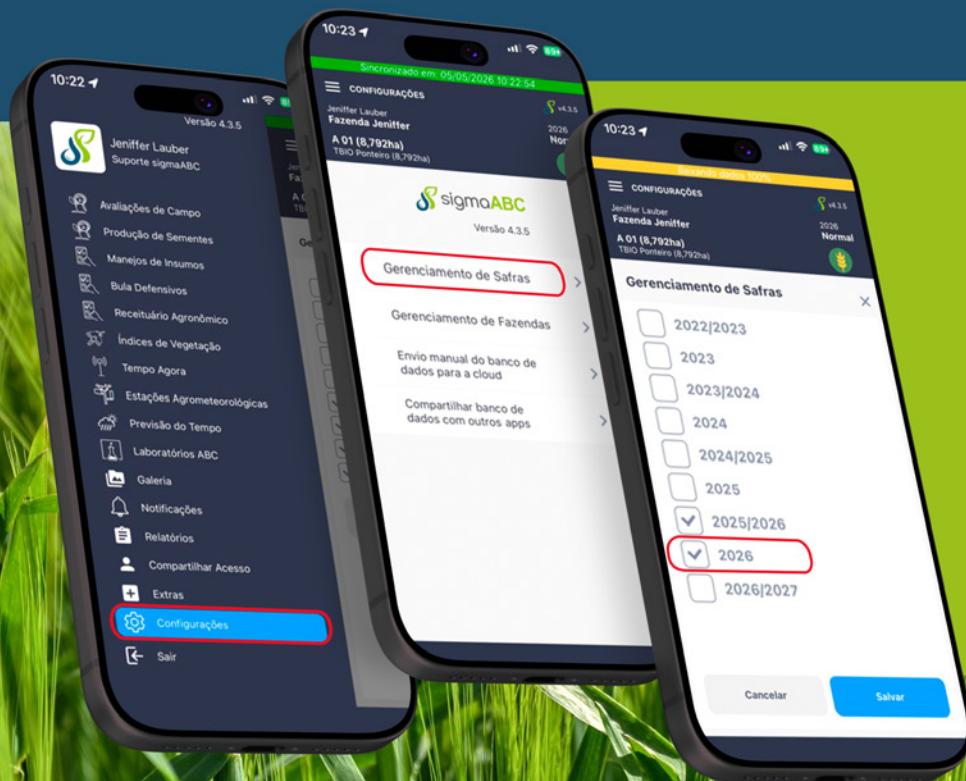 10:22
Versão 4.3.5
Jeniffer Lauber
Suporte sigmaABC
Avaliações de Campo
Produção de Sementes
Manejos de Insumos
Bula Defensivos
Receituário Agronômico
Índices de Vegetação
Tempo Agora
Estações Agrometeorológicas
Previsão do Tempo
Laboratórios ABC
Galeria
Notificações
Relatórios
Compartilhar Acesso
Extras
Configurações
Sair
10:23
89
Sincronizado em: 05/05/2026 10:22:54
CONFIGURAÇÕES
v4.3.5
Jeniffer Lauber
Fazenda Jeniffer
2026
A 01 (8,792ha)
TBIO Ponteiro (8,792ha)
sigmaABC
Versão 4.3.5
Gerenciamento de Safras
Gerenciamento de Fazendas
Envio manual do banco de
dados para a cloud
Compartilhar banco de
dados com outros apps
10:23
89
Baixando dados 100%
CONFIGURAÇÕES
v4.3.5
Jeniffer Lauber
Fazenda Jeniffer
2026
Normal
A 01 (8,792ha)
TBIO Ponteiro (8,792ha)
Gerenciamento de Safras
2022/2023
2023
2023/2024
2024
2024/2025
2025
2025/2026
2026
2026/2027
Cancelar
Salvar